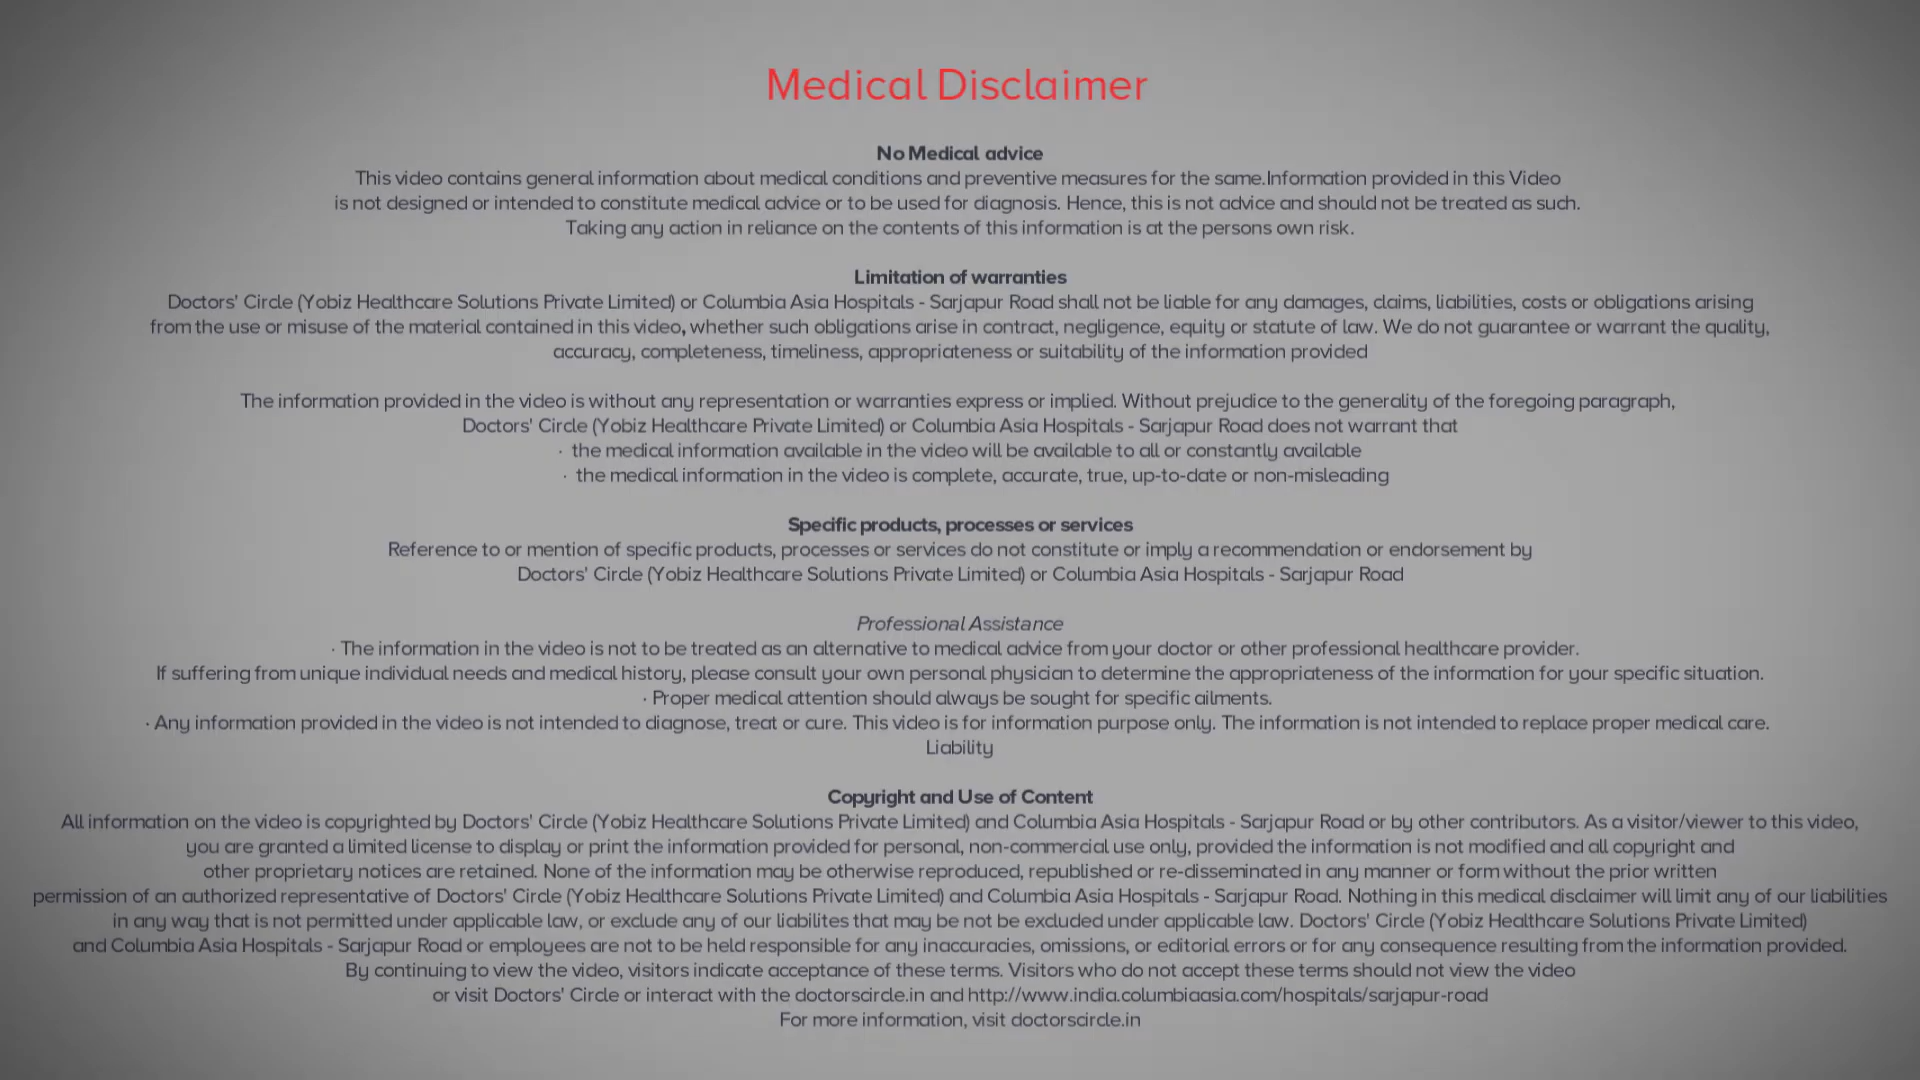 Medical Disclaimer
No Medical advice
This video contains general information about medical conditions and preventive measures for the same.Information provided in this Video
is not designed or intended to constitute medical advice or to be used for diagnosis. Hence, this is not advice and should not be treated as such.
Taking any action in reliance on the contents of this information is at the persons own risk.
Limitation of warranties
Doctors' Circle (Yobiz Healthcare Solutions Private Limited) or Columbia Asia Hospitals - Sarjapur Road shall not be liable for any damages, claims, liabilities, costs or obligations arising
from the use or misuse of the material contained in this video, whether such obligations arise in contract, negligence, equity or statute of law. We do not guarantee or warrant the quality,
accuracy, completeness, timeliness, appropriateness or suitability of the information provided
The information provided in the video is without any representation or warranties express or implied. Without prejudice to the generality of the foregoing paragraph,
Doctors' Circle (Yobiz Healthcare Private Limited) or Columbia Asia Hospitals - Sarjapur Road does not warrant that
· the medical information available in the video will be available to all or constantly available
· the medical information in the video is complete, accurate, true, up-to-date or non-misleading
Specific products, processes or services
Reference to or mention of specific products, processes or services do not constitute or imply a recommendation or endorsement by
Doctors' Circle (Yobiz Healthcare Solutions Private Limited) or Columbia Asia Hospitals - Sarjapur Road
Professional Assistance
· The information in the video is not to be treated as an alternative to medical advice from your doctor or other professional healthcare provider.
If suffering from unique individual needs and medical history, please consult your own personal physician to determine the appropriateness of the information for your specific situation.
· Proper medical attention should always be sought for specific ailments.
· Any information provided in the video is not intended to diagnose, treat or cure. This video is for information purpose only. The information is not intended to replace proper medical care.
Liability
Copyright and Use of Content
All information on the video is copyrighted by Doctors' Circle (Yobiz Healthcare Solutions Private Limited) and Columbia Asia Hospitals - Sarjapur Road or by other contributors. As a visitor/viewer to this video,
you are granted a limited license to display or print the information provided for personal, non-commercial use only, provided the information is not modified and all copyright and
other proprietary notices are retained. None of the information may be otherwise reproduced, republished or re-disseminated in any manner or form without the prior written
permission of an authorized representative of Doctors' Circle (Yobiz Healthcare Solutions Private Limited) and Columbia Asia Hospitals - Sarjapur Road. Nothing in this medical disclaimer will limit any of our liabilities
in any way that is not permitted under applicable law, or exclude any of our liabilites that may be not be excluded under applicable law. Doctors' Circle (Yobiz Healthcare Solutions Private Limited)
and Columbia Asia Hospitals - Sarjapur Road or employees are not to be held responsible for any inaccuracies, omissions, or editorial errors or for any consequence resulting from the information provided.
By continuing to view the video, visitors indicate acceptance of these terms. Visitors who do not accept these terms should not view the video
or visit Doctors' Circle or interact with the doctorscircle.in and http://www.india.columbiaasia.com/hospitals/sarjapur-road
For more information, visit doctorscircle.in